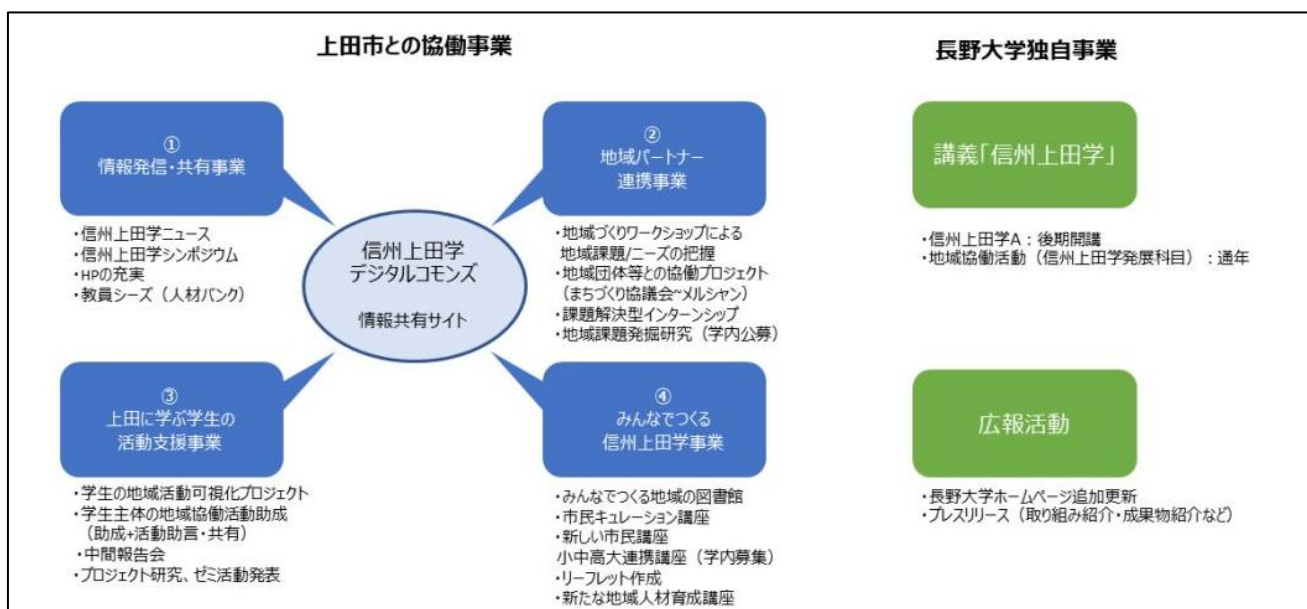 上田市との協働事業
①
情報発信・共有事業
・信州上田学ニュース
・信州上田学シンポジウム
・HPの充実
・教員シーズ（人材バンク）
②
地域パートナー
連携事業
・地域づくりワークショップによる
地域課題/ニーズの把握
・地域団体等との協働プロジェクト
（まちづくり協議会~メルシャン）
・課題解決型インターンシップ
・地域課題発掘研究（学内公募）
信州上田学
デジタルコモンズ
情報共有サイト
③
上田に学ぶ学生の
活動支援事業
・学生の地域活動可視化プロジェクト
・学生主体の地域協働活動助成
（助成+活動助言・共有）
・中間報告会
・プロジェクト研究、ゼミ活動発表
④
みんなでつくる
信州上田学事業
・みんなでつくる地域の図書館
・市民キュレーション講座
・新しい市民講座
小中高大連携講座（学内募集）
・リーフレット作成
・新たな地域人材育成講座
長野大学独自事業
講義「信州上田学」
・信州上田学A：後期開講
・地域協働活動（信州上田学発展科目）：通年
広報活動
・長野大学ホームページ追加更新
・プレスリリース（取り組み紹介・成果物紹介など）